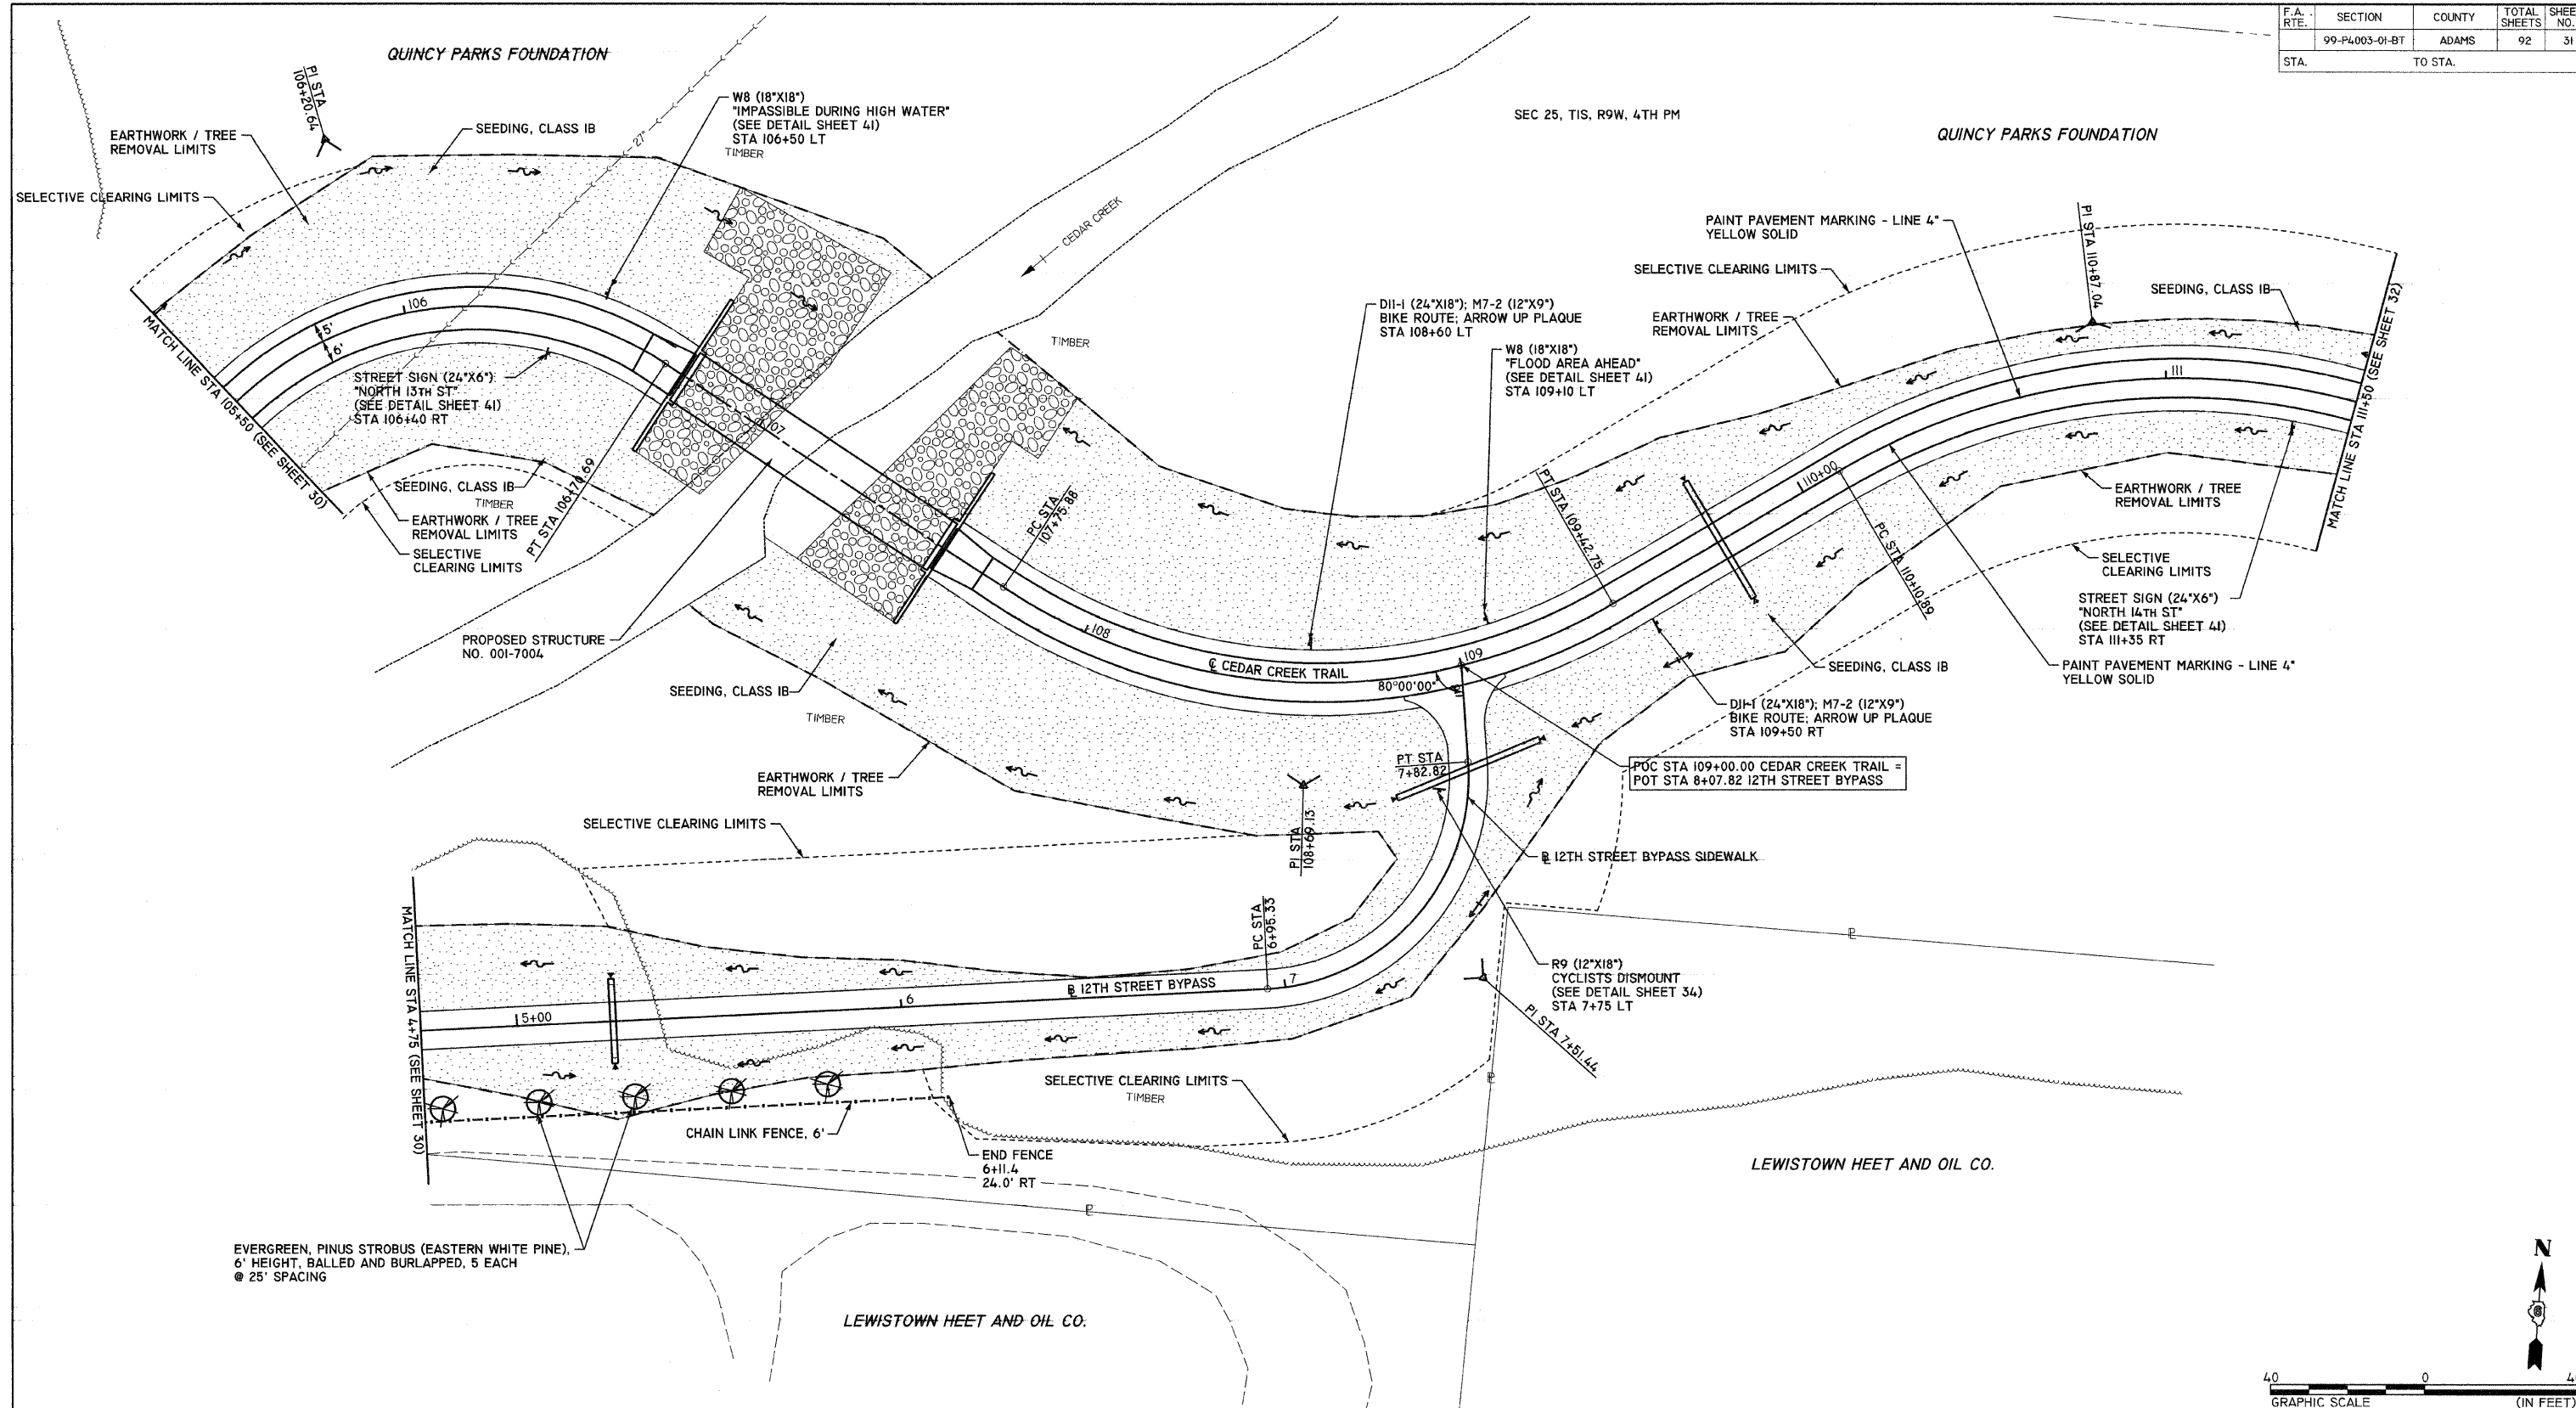 F.A. RTE. SECTION COUNTY TOTAL SHEETS
99-P4003-01-BT ADAMS 92 31
STA. TO STA.
QUINCY PARKS FOUNDATION
PI STA
106+20.64
EARTHWORK / TREE
REMOVAL LIMITS
SEEDING, CLASS IB
27"
W8 (18"X18")
"IMPASSIBLE DURING HIGH WATER"
(SEE DETAIL SHEET 41)
STA 106+50 LT
TIMBER
SELECTIVE CLEARING LIMITS
CEDAR CREEK
SEC 25, T1S, R9W, 4TH PM
QUINCY PARKS FOUNDATION
PAINT PAVEMENT MARKING - LINE 4"
YELLOW SOLID
PI STA 110+87.04
SELECTIVE CLEARING LIMITS
SEEDING, CLASS IB
MATCH LINE STA 105+50 (SEE SHEET 30)
106
5'
6'
STREET SIGN (24"X6")
"NORTH 13TH ST"
(SEE DETAIL SHEET 41)
STA 106+40 RT
D11-1 (24"X18"); M7-2 (12"X9")
BIKE ROUTE; ARROW UP PLAQUE
STA 108+60 LT
EARTHWORK / TREE
REMOVAL LIMITS
W8 (18"X18")
"FLOOD AREA AHEAD"
(SEE DETAIL SHEET 41)
STA 109+10 LT
TIMBER
111
MATCH LINE STA 111+50 (SEE SHEET 32)
107
SEEDING, CLASS IB
TIMBER
EARTHWORK / TREE
REMOVAL LIMITS
SELECTIVE
CLEARING LIMITS
PT STA 106+70.69
PC STA
107+75.88
PT STA 109+42.75
110+00
PC STA 110+10.89
EARTHWORK / TREE
REMOVAL LIMITS
SELECTIVE
CLEARING LIMITS
STREET SIGN (24"X6")
"NORTH 14TH ST"
(SEE DETAIL SHEET 41)
STA 111+35 RT
PROPOSED STRUCTURE
NO. 001-7004
108
℄ CEDAR CREEK TRAIL
109
80°00'00"
SEEDING, CLASS IB
PAINT PAVEMENT MARKING - LINE 4"
YELLOW SOLID
SEEDING, CLASS IB
TIMBER
D11-1 (24"X18"); M7-2 (12"X9")
BIKE ROUTE; ARROW UP PLAQUE
STA 109+50 RT
EARTHWORK / TREE
REMOVAL LIMITS
PT STA
7+82.82
POC STA 109+00.00 CEDAR CREEK TRAIL =
POT STA 8+07.82 12TH STREET BYPASS
SELECTIVE CLEARING LIMITS
PI STA
108+69.13
B 12TH STREET BYPASS SIDEWALK
MATCH LINE STA 4+75 (SEE SHEET 30)
PC STA
6+95.33
PL
R9 (12"X18")
CYCLISTS DISMOUNT
(SEE DETAIL SHEET 34)
STA 7+75 LT
5+00
6
B 12TH STREET BYPASS
7
PI STA 7+51.44
PL
SELECTIVE CLEARING LIMITS
TIMBER
CHAIN LINK FENCE, 6'
END FENCE
6+11.4
24.0' RT
LEWISTOWN HEET AND OIL CO.
PL
EVERGREEN, PINUS STROBUS (EASTERN WHITE PINE),
6' HEIGHT, BALLED AND BURLAPPED, 5 EACH
@ 25' SPACING
LEWISTOWN HEET AND OIL CO.
N
40 0
GRAPHIC SCALE (IN FEET)